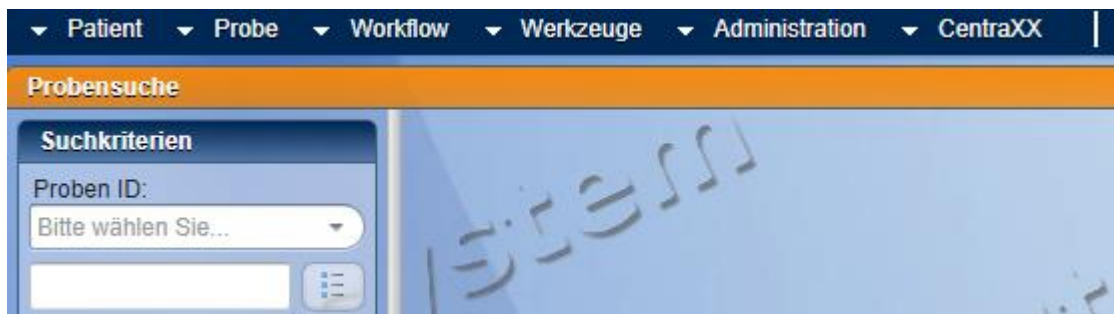 Patient Probe Workflow Werkzeuge Administration CentraXX
Probensuche
Suchkriterien
Proben ID:
Bitte wählen Sie...